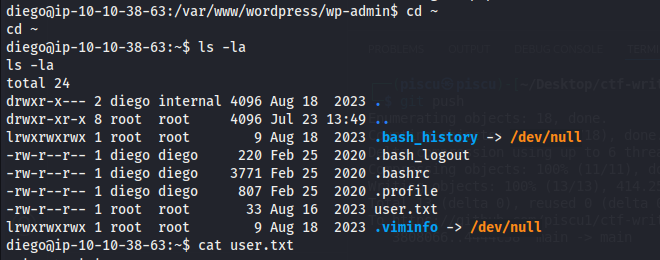 diego@ip-10-10-38-63:/var/www/wordpress/wp-admin$ cd ~
cd ~
diego@ip-10-10-38-63:~$ ls -la
ls -la
total 24
drwxr-x--- 2 diego internal 4096 Aug 18  2023 .
drwxr-xr-x 8 root  root     4096 Jul 23 13:49 ..
lrwxrwxrwx 1 root  root        9 Aug 18  2023 .bash_history -> /dev/null
-rw-r--r-- 1 diego diego     220 Feb 25  2020 .bash_logout
-rw-r--r-- 1 diego diego    3771 Feb 25  2020 .bashrc
-rw-r--r-- 1 diego diego     807 Feb 25  2020 .profile
-rw-r--r-- 1 root  root       33 Aug 16  2023 user.txt
lrwxrwxrwx 1 root  root        9 Aug 18  2023 .viminfo -> /dev/null
diego@ip-10-10-38-63:~$ cat user.txt